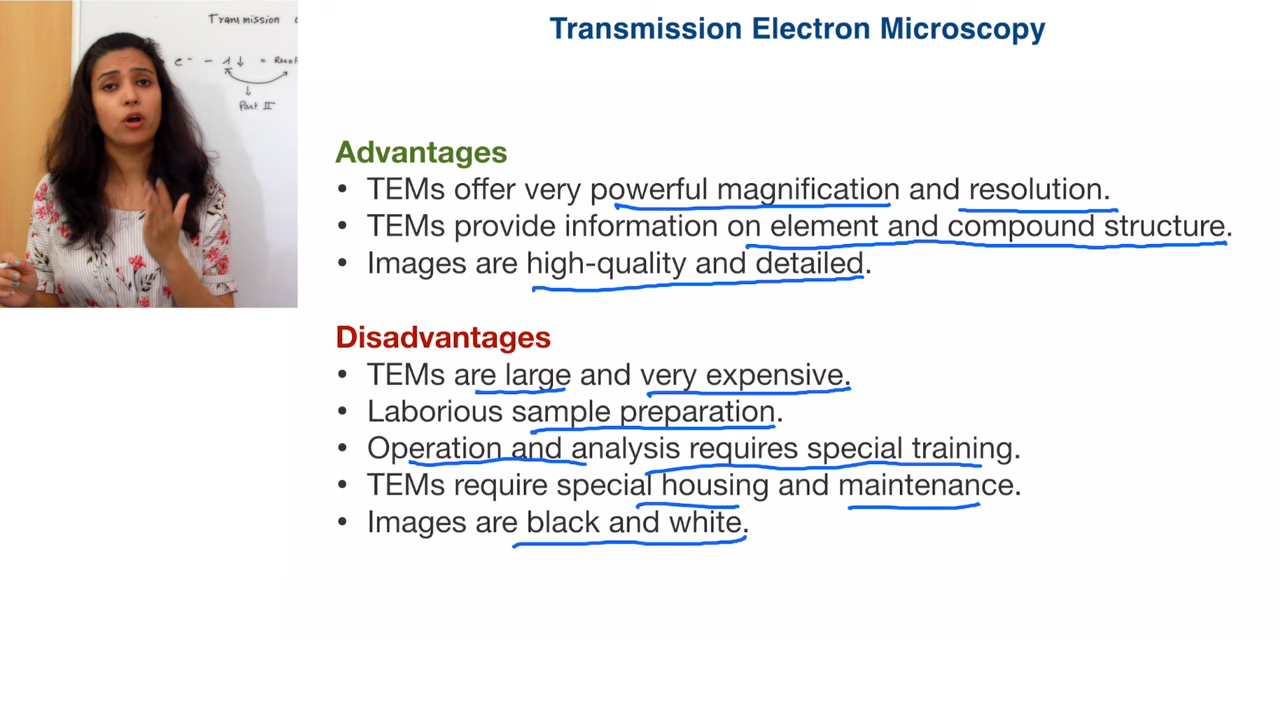 Transmission
Transmission Electron Microscopy
e⁻ - λ↓ =
↓
Part II
Advantages
• TEMs offer very powerful magnification and resolution.
• TEMs provide information on element and compound structure.
• Images are high-quality and detailed.
Disadvantages
• TEMs are large and very expensive.
• Laborious sample preparation.
• Operation and analysis requires special training.
• TEMs require special housing and maintenance.
• Images are black and white.